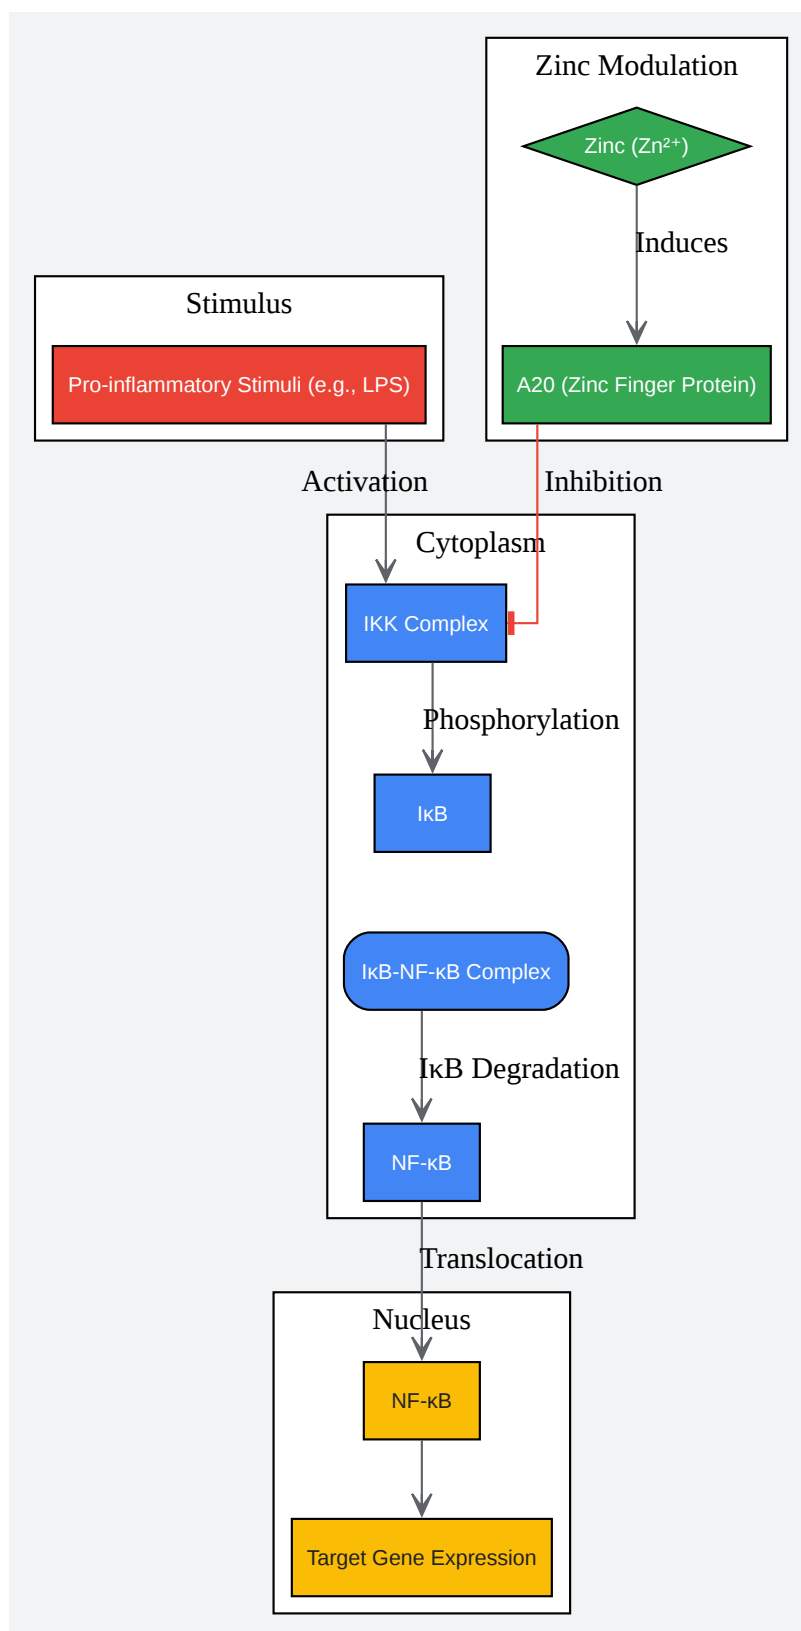 Zinc Modulation
Zinc (Zn²⁺)
Induces
Stimulus
Pro-inflammatory Stimuli (e.g., LPS)
A20 (Zinc Finger Protein)
Activation
Inhibition
Cytoplasm
IKK Complex
Phosphorylation
IκB
IκB-NF-κB Complex
IκB Degradation
NF-κB
Translocation
Nucleus
NF-κB
Target Gene Expression